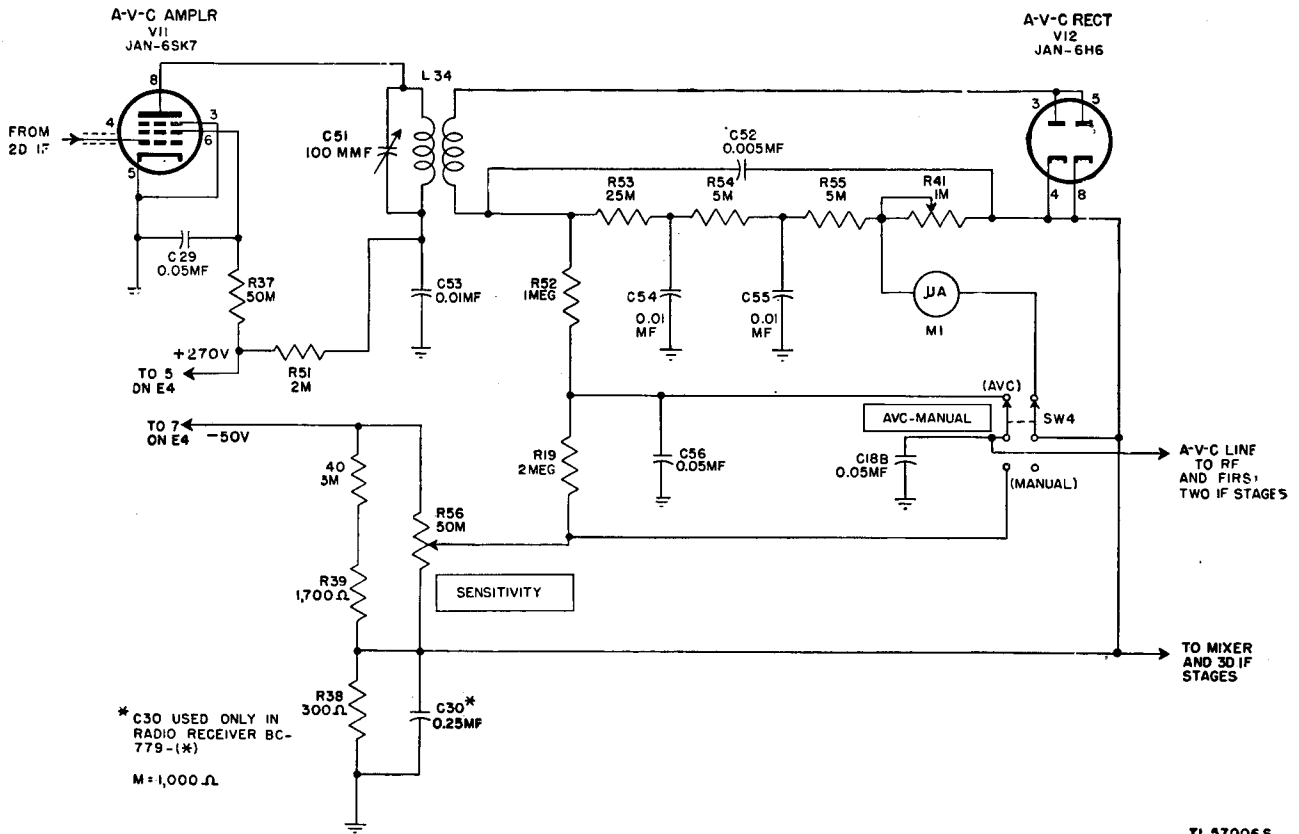 A-V-C AMPLR
V11
JAN-6SK7
A-V-C RECT
V12
JAN-6H6
8
4
3
6
5
FROM
2D IF
L 34
C51
100 MMF
3
5
4
8
C52
0.005MF
R53
25M
R54
5M
R55
5M
R41
1M
C29
0.05MF
R37
50M
C53
0.01MF
R52
1MEG
C54
0.01
MF
C55
0.01
MF
µA
M1
+270V
TO 5
ON E4
R51
2M
(AVC)
AVC-MANUAL
SW4
TO 7
ON E4
-50V
40
3M
R19
2MEG
C56
0.05MF
C18B
0.05MF
(MANUAL)
A-V-C LINE
TO RF
AND FIRS
TWO IF STAGES
R56
50M
R39
1,700Ω
SENSITIVITY
TO MIXER
AND 3D IF
STAGES
R38
300Ω
C30*
0.25MF
* C30 USED ONLY IN
RADIO RECEIVER BC-
779-(*)
M=1,000Ω
TL57006S